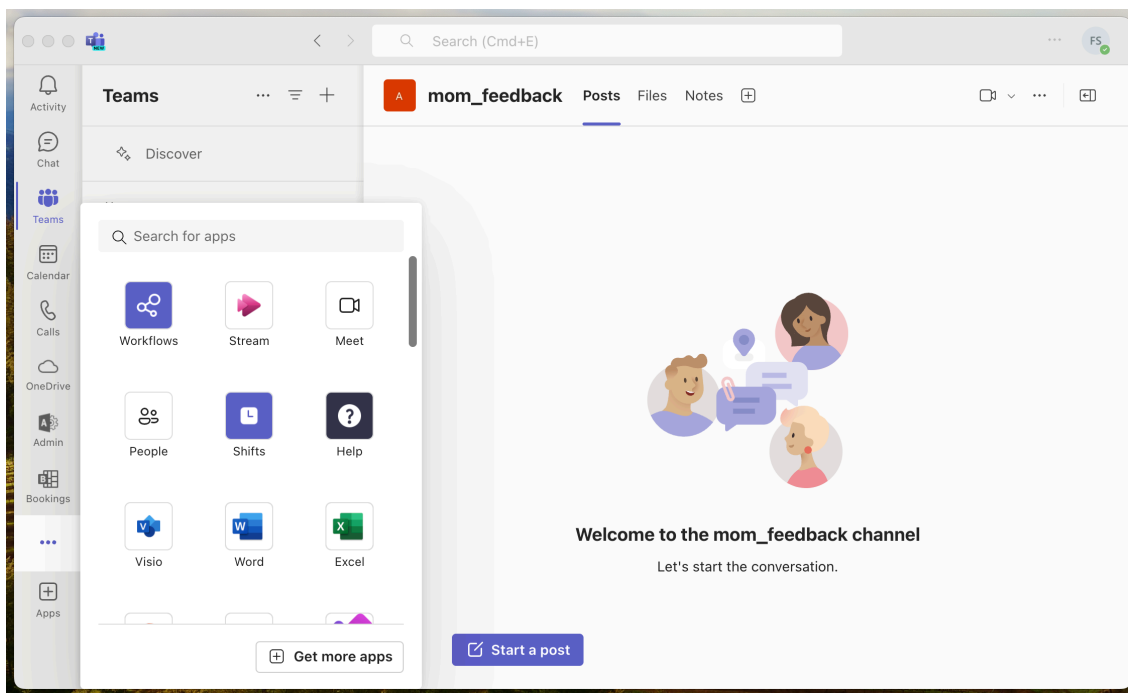 NEW
Search (Cmd+E)
FS
Activity
Chat
Teams
Calendar
Calls
OneDrive
Admin
Bookings
Apps
Teams
Discover
Search for apps
Workflows Stream Meet
People Shifts Help
Visio Word Excel
Get more apps
A mom_feedback Posts Files Notes
Welcome to the mom_feedback channel
Let's start the conversation.
Start a post